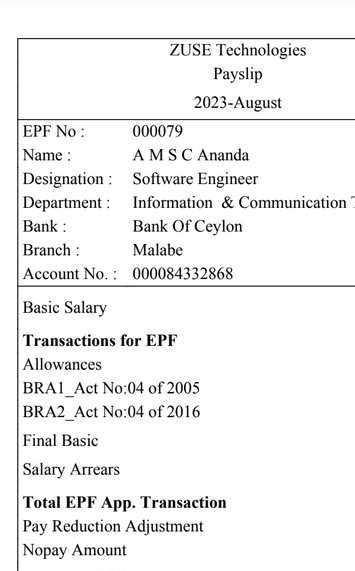 ZUSE Technologies
Payslip
2023-August
EPF No : 000079
Name : A M S C Ananda
Designation : Software Engineer
Department : Information & Communication
Bank : Bank Of Ceylon
Branch : Malabe
Account No. : 000084332868
Basic Salary
Transactions for EPF
Allowances
BRA1_Act No:04 of 2005
BRA2_Act No:04 of 2016
Final Basic
Salary Arrears
Total EPF App. Transaction
Pay Reduction Adjustment
Nopay Amount